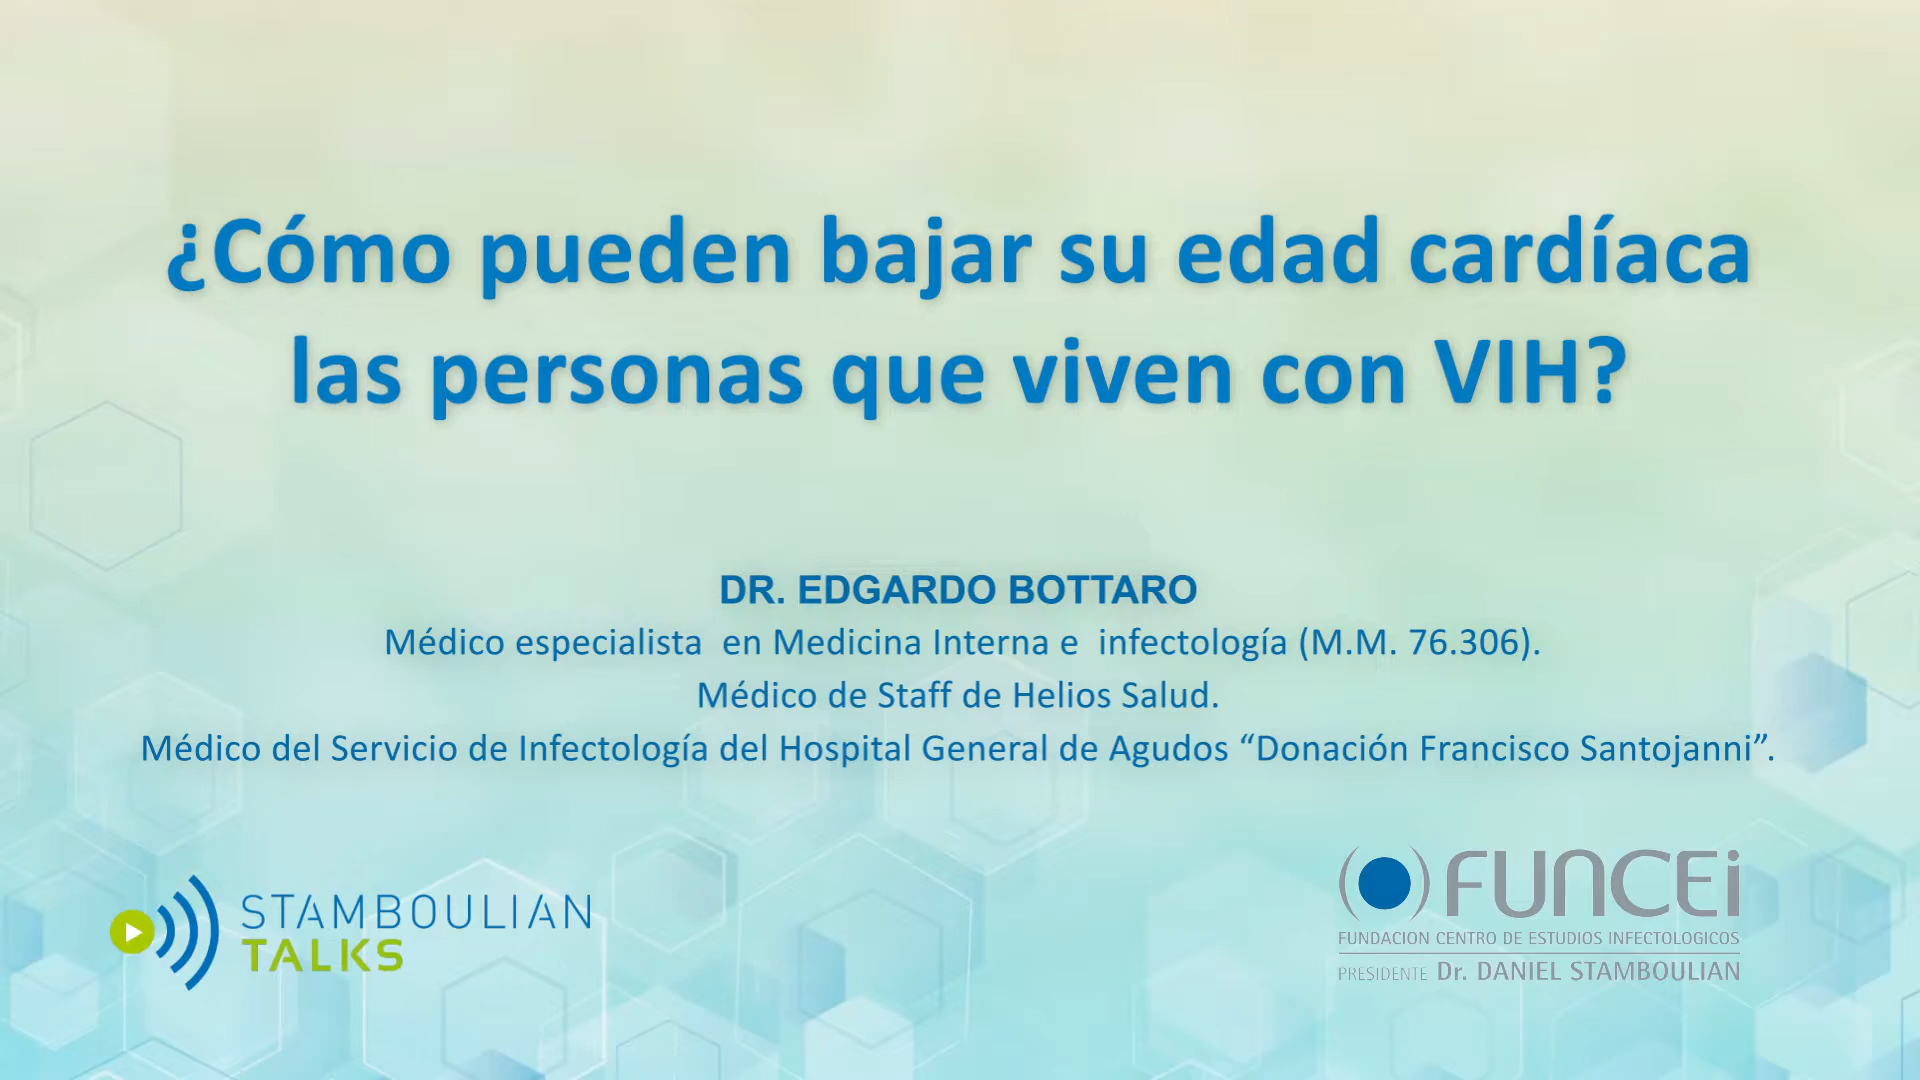 ¿Cómo pueden bajar su edad cardíaca
las personas que viven con VIH?
DR. EDGARDO BOTTARO
Médico especialista en Medicina Interna e infectología (M.M. 76.306).
Médico de Staff de Helios Salud.
Médico del Servicio de Infectología del Hospital General de Agudos “Donación Francisco Santojanni”.
STAMBOULIAN
TALKS
FUNCEi
FUNDACION CENTRO DE ESTUDIOS INFECTOLOGICOS
PRESIDENTE Dr. DANIEL STAMBOULIAN